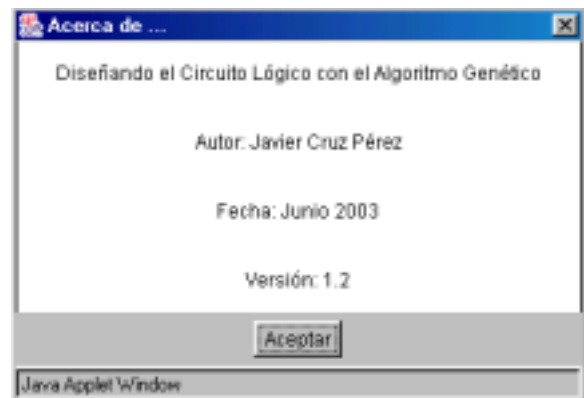 Acerca de ...
Diseñando el Circuito Lógico con el Algoritmo Genético
Autor: Javier Cruz Pérez
Fecha: Junio 2003
Versión: 1.2
Aceptar
Java Applet Window